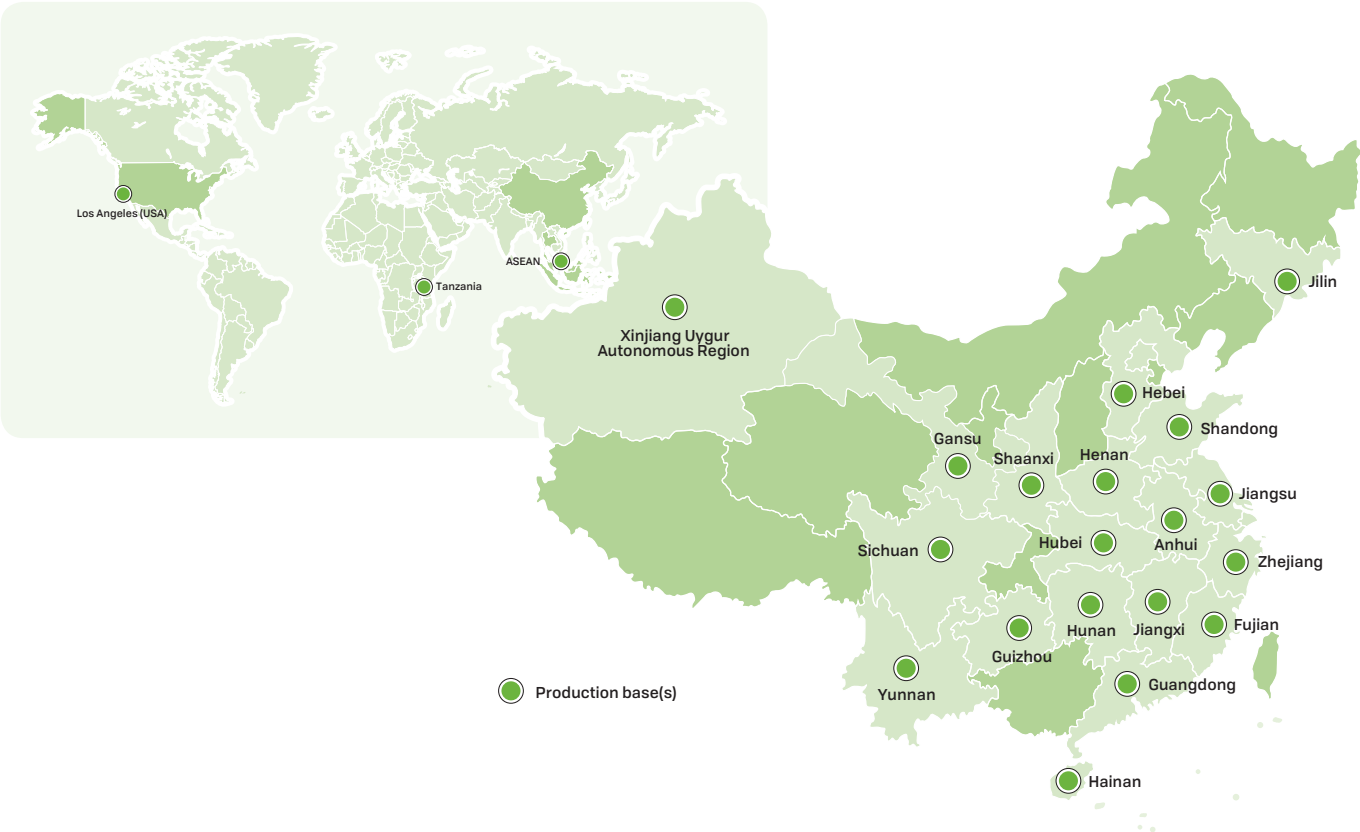 Los Angeles (USA)
ASEAN
Tanzania
Xinjiang Uygur
Autonomous Region
Jilin
Hebei
Shandong
Gansu
Shaanxi
Henan
Jiangsu
Sichuan
Hubei
Anhui
Zhejiang
Hunan
Jiangxi
Fujian
Guizhou
Yunnan
Guangdong
Production base(s)
Hainan